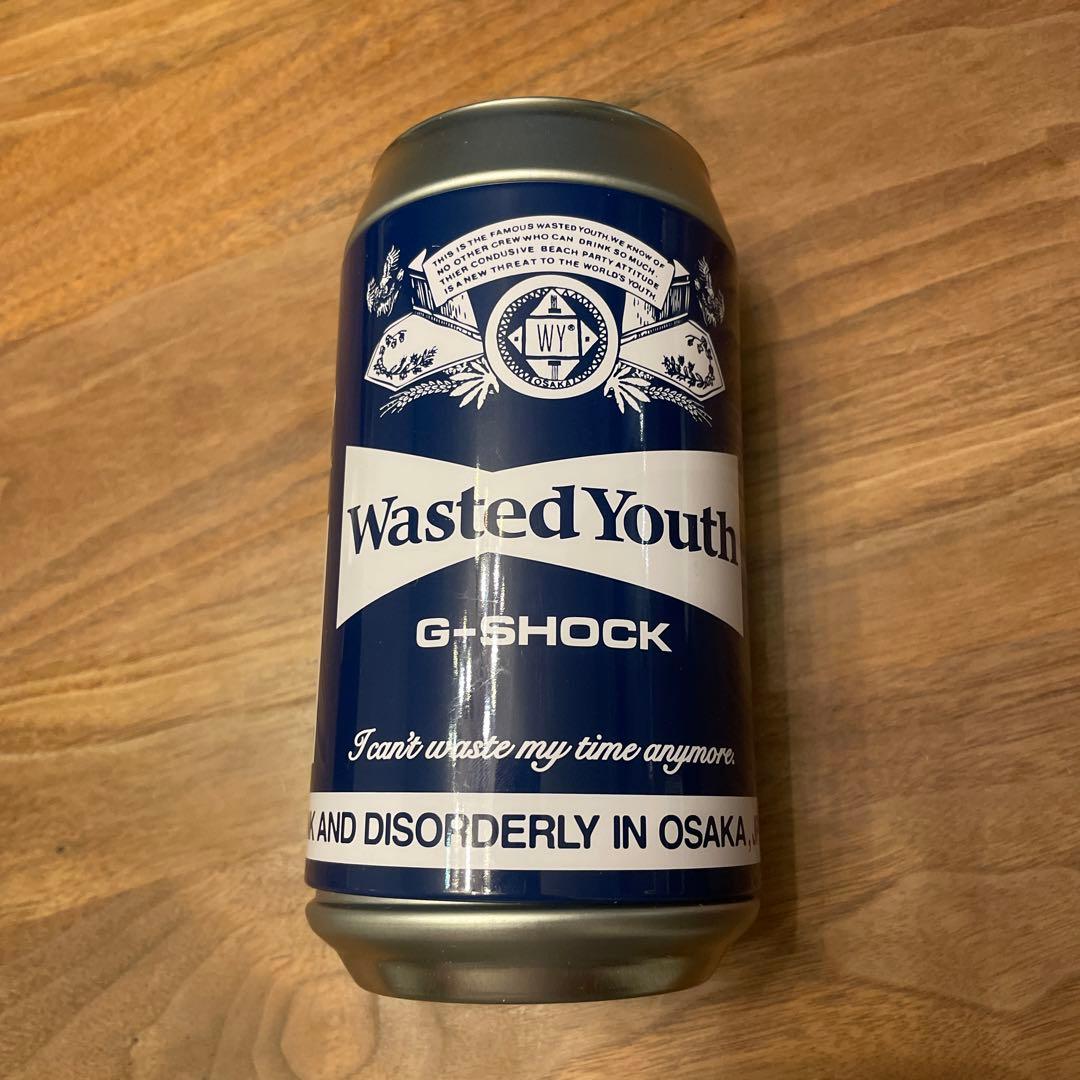 THIS IS THE FAMOUS WASTED YOUTH. WE KNOW OF
NO OTHER CREW WHO CAN DRINK SO MUCH.
THIER CONDUSIVE BEACH PARTY ATTITUDE
IS A NEW THREAT TO THE WORLD'S YOUTH.
WY®
OSAKA
Wasted Youth
G-SHOCK
I can't waste my time anymore.
K AND DISORDERLY IN OSAKA, J